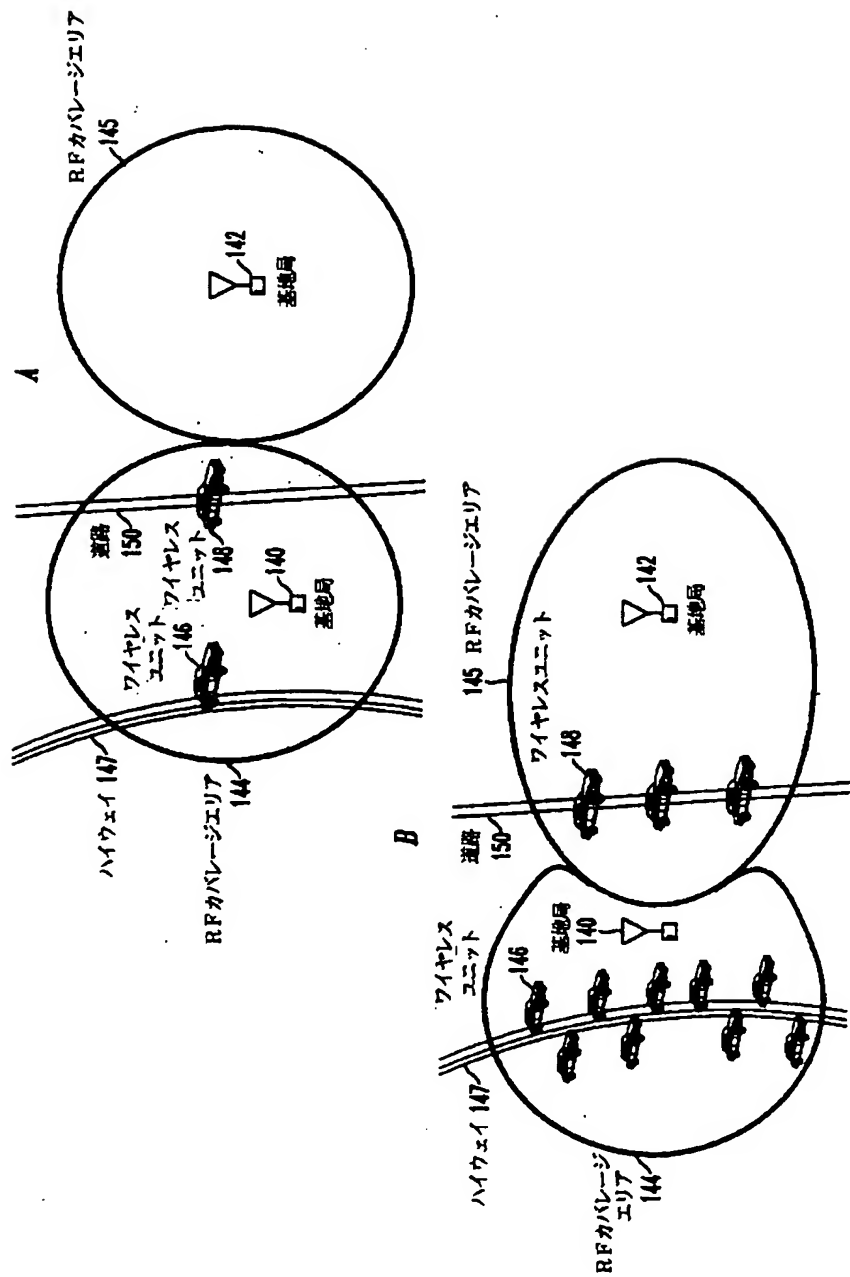 A
RFカバレージエリア
145
142
基地局
道路
150
ワイヤレス
ユニット
148
ワイヤレス
ユニット
146
140
基地局
ハイウェイ 147
RFカバレージエリア
144
B
145 RFカバレージエリア
ワイヤレスユニット
148
142
基地局
道路
150
ワイヤレス
ユニット
146
基地局
140
ハイウェイ 147
RFカバレージ
エリア
144